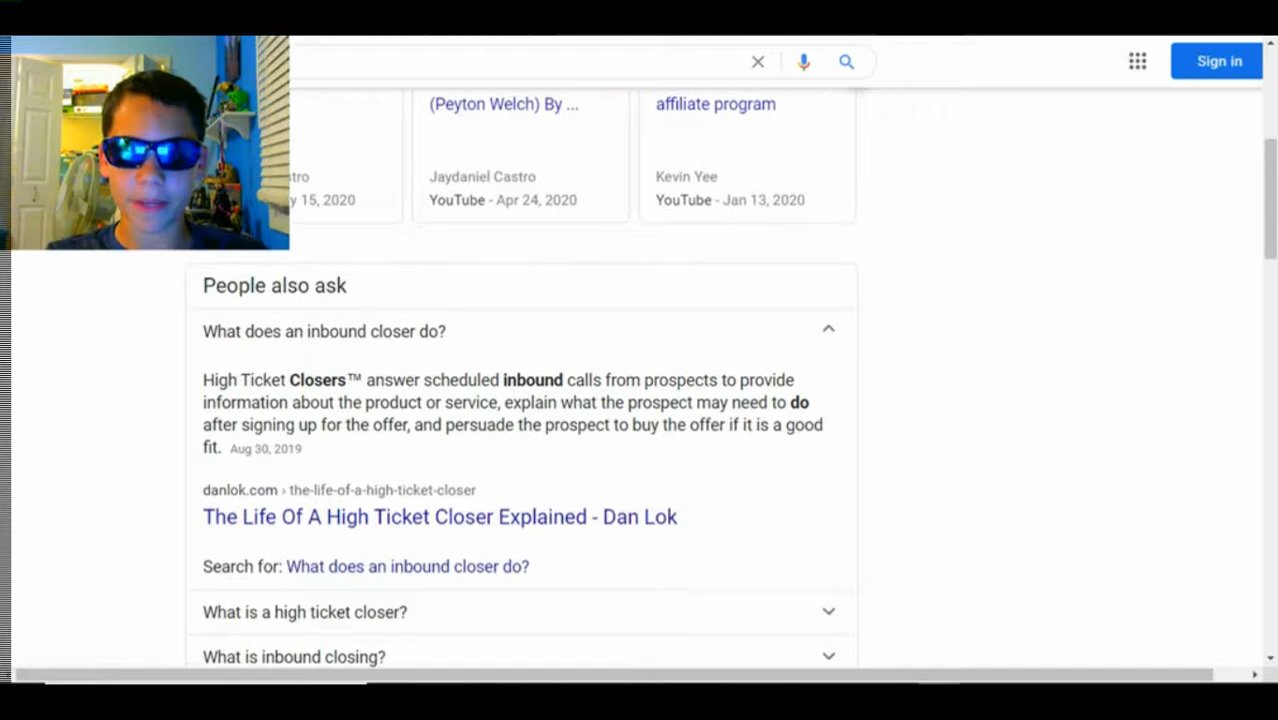 Sign in
(Peyton Welch) By ...
affiliate program
stro
Jaydaniel Castro
Kevin Yee
y 15, 2020
YouTube - Apr 24, 2020
YouTube - Jan 13, 2020
People also ask
What does an inbound closer do?
High Ticket Closers™ answer scheduled inbound calls from prospects to provide
information about the product or service, explain what the prospect may need to do
after signing up for the offer, and persuade the prospect to buy the offer if it is a good
fit. Aug 30, 2019
danlok.com › the-life-of-a-high-ticket-closer
The Life Of A High Ticket Closer Explained - Dan Lok
Search for: What does an inbound closer do?
What is a high ticket closer?
What is inbound closing?